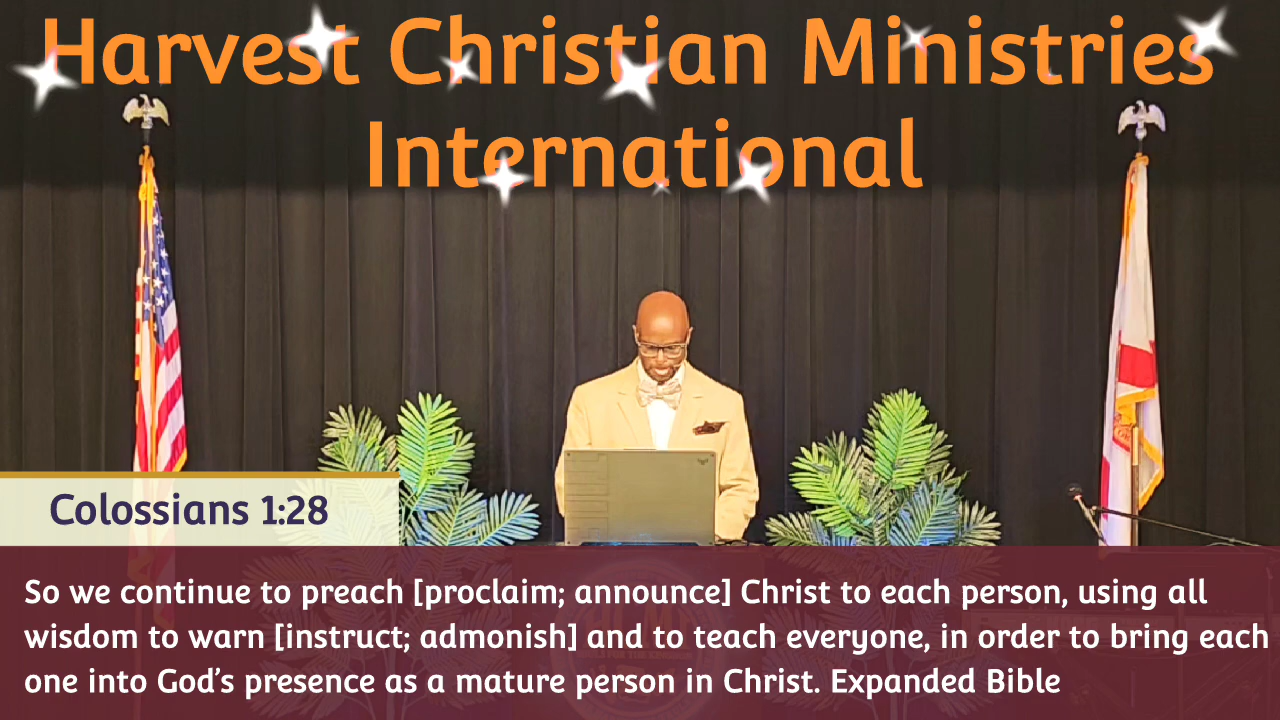 Harvest Christian Ministries
International
Colossians 1:28
So we continue to preach [proclaim; announce] Christ to each person, using all
wisdom to warn [instruct; admonish] and to teach everyone, in order to bring each
one into God's presence as a mature person in Christ. Expanded Bible